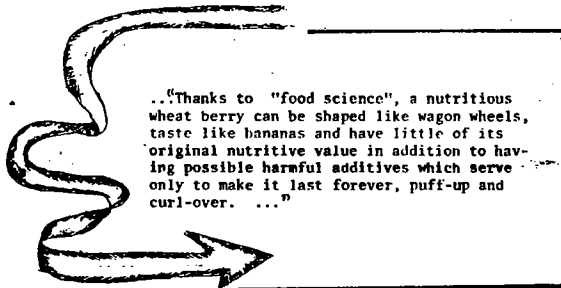 .."Thanks to "food science", a nutritious
wheat berry can be shaped like wagon wheels,
taste like bananas and have little of its
original nutritive value in addition to hav-
ing possible harmful additives which serve
only to make it last forever, puff-up and
curl-over. ..."